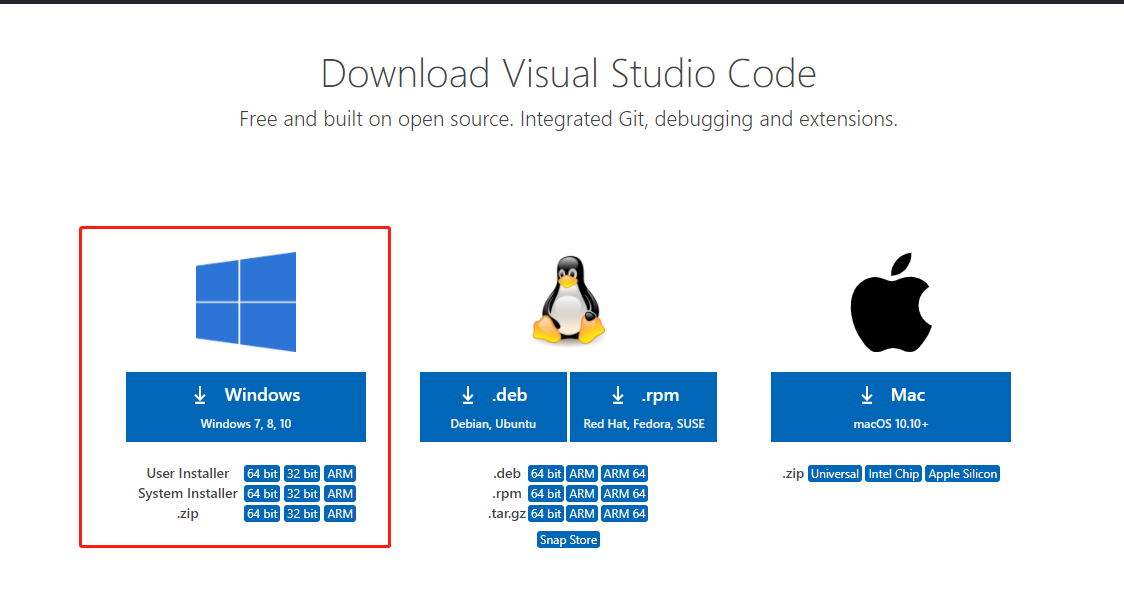 Download Visual Studio Code
Free and built on open source. Integrated Git, debugging and extensions.
Windows
Windows 7, 8, 10
User Installer 64 bit 32 bit ARM
System Installer 64 bit 32 bit ARM
.zip 64 bit 32 bit ARM
.deb
Debian, Ubuntu
.rpm
Red Hat, Fedora, SUSE
.deb 64 bit ARM ARM 64
.rpm 64 bit ARM ARM 64
.tar.gz 64 bit ARM ARM 64
Snap Store
Mac
macOS 10.10+
.zip Universal Intel Chip Apple Silicon